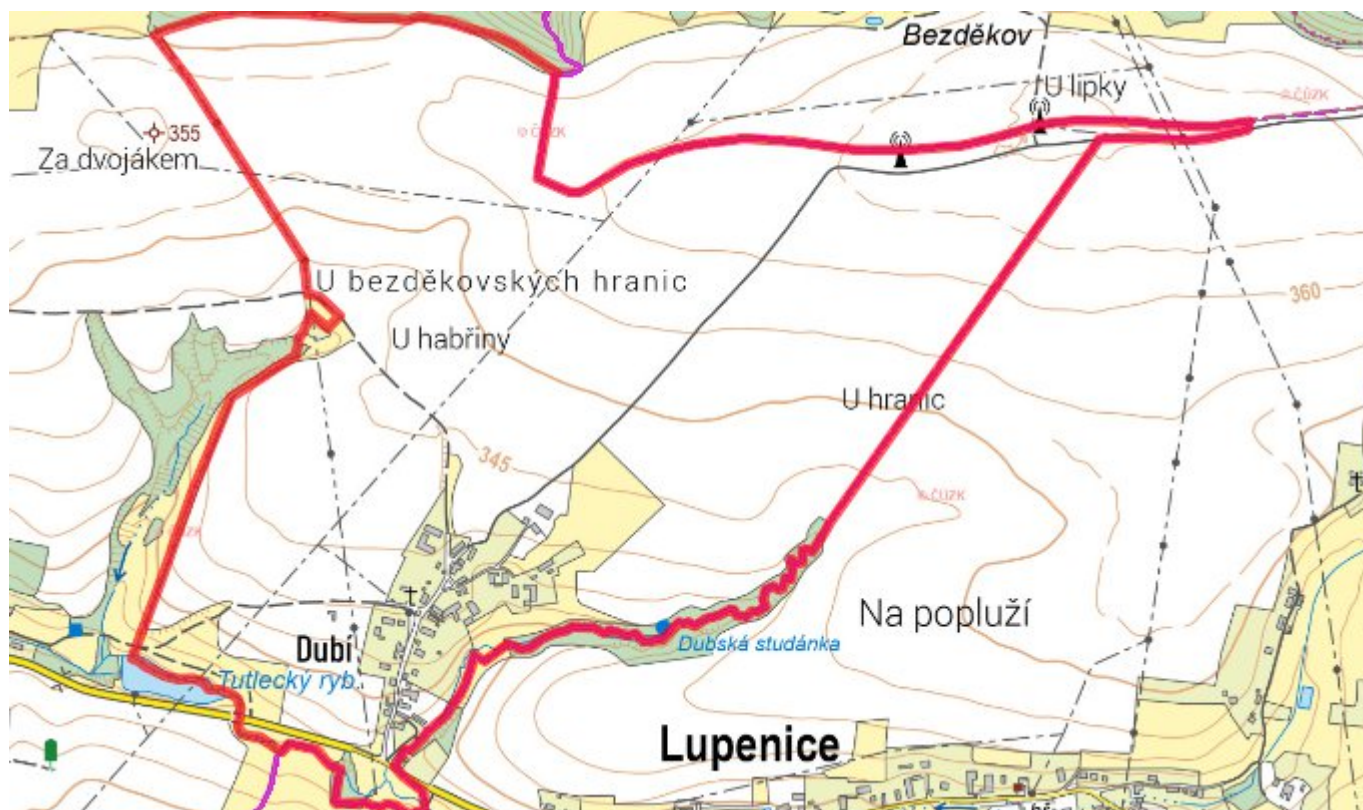 Bezděkov
U lipky
© ČÚZK
355
© ČÚZK
Za dvojákem
U bezděkovských hranic
360
U habřiny
U hranic
345
© ČÚZK
ÚZK
Na popluží
Dubí
Dubská studánka
Tutlecký ryb.
Lupenice